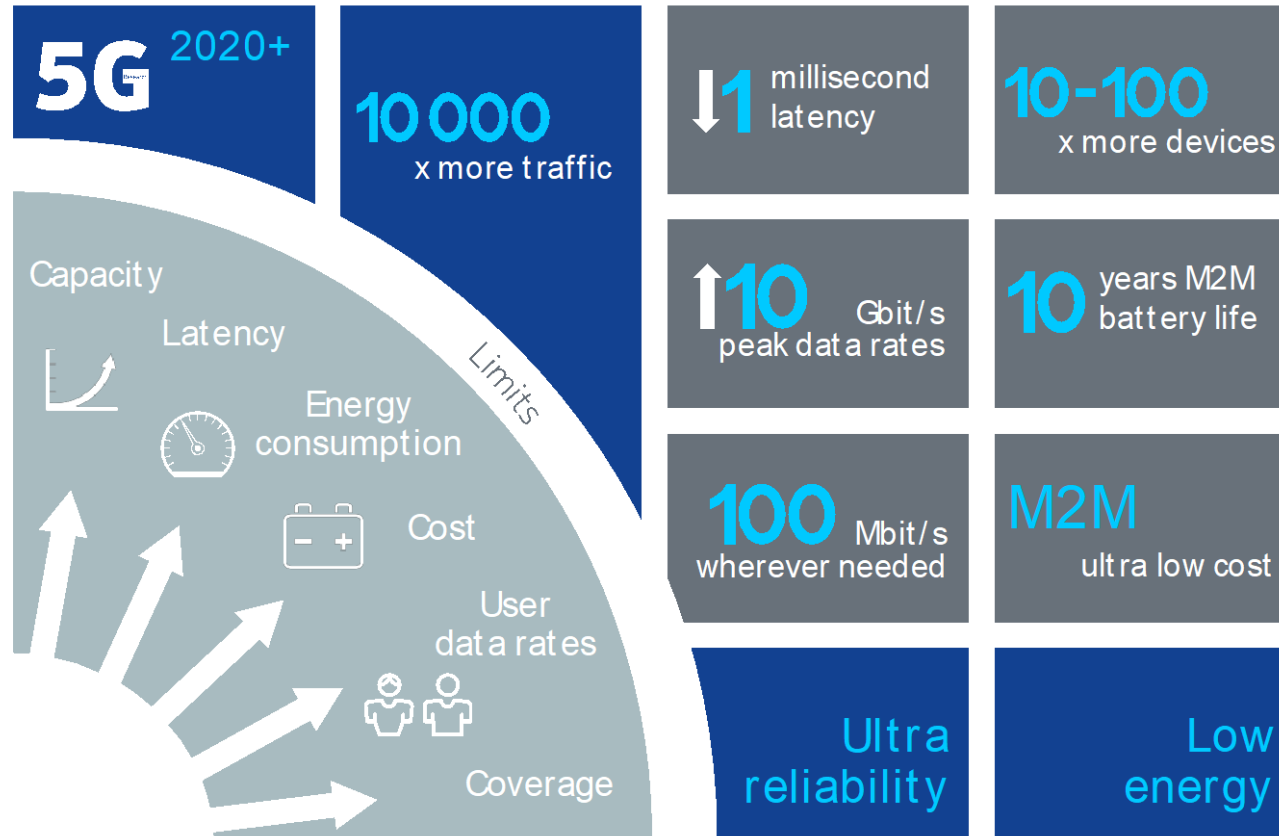 5G
Research
2020+
10 000
x more traffic
1 millisecond
latency
10-100
x more devices
Capacity
Latency
Energy
consumption
Cost
User
data rates
Coverage
Limits
10 Gbit/s
peak data rates
10 years M2M
battery life
100 Mbit/s
wherever needed
M2M
ultra low cost
Ultra
reliability
Low
energy
- +